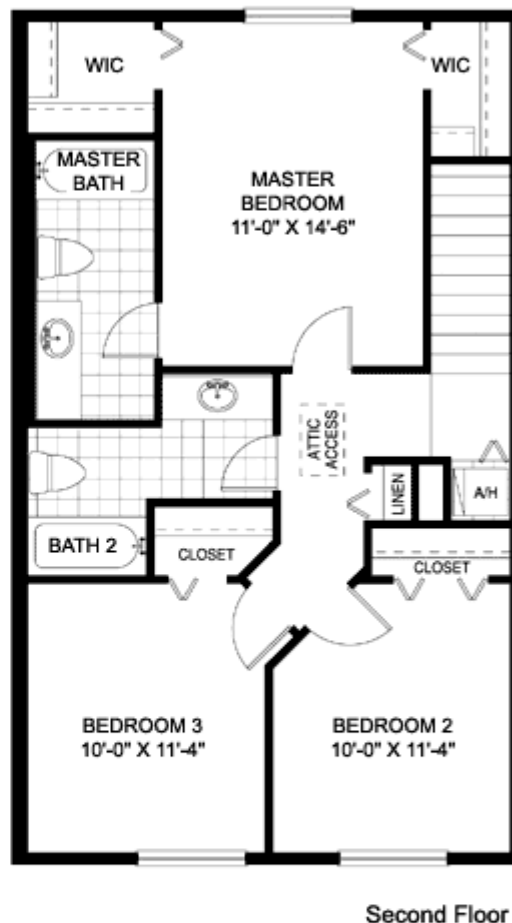 WIC
WIC
MASTER
BATH
MASTER
BEDROOM
11'-0" X 14'-6"
ATTIC
ACCESS
LINEN
A/H
BATH 2
CLOSET
CLOSET
BEDROOM 3
10'-0" X 11'-4"
BEDROOM 2
10'-0" X 11'-4"
Second Floor